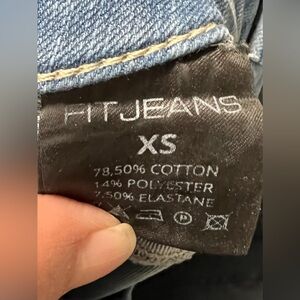 FITJEANS
XS
78,50% COTTON
14% POLYESTER
7,50% ELASTANE